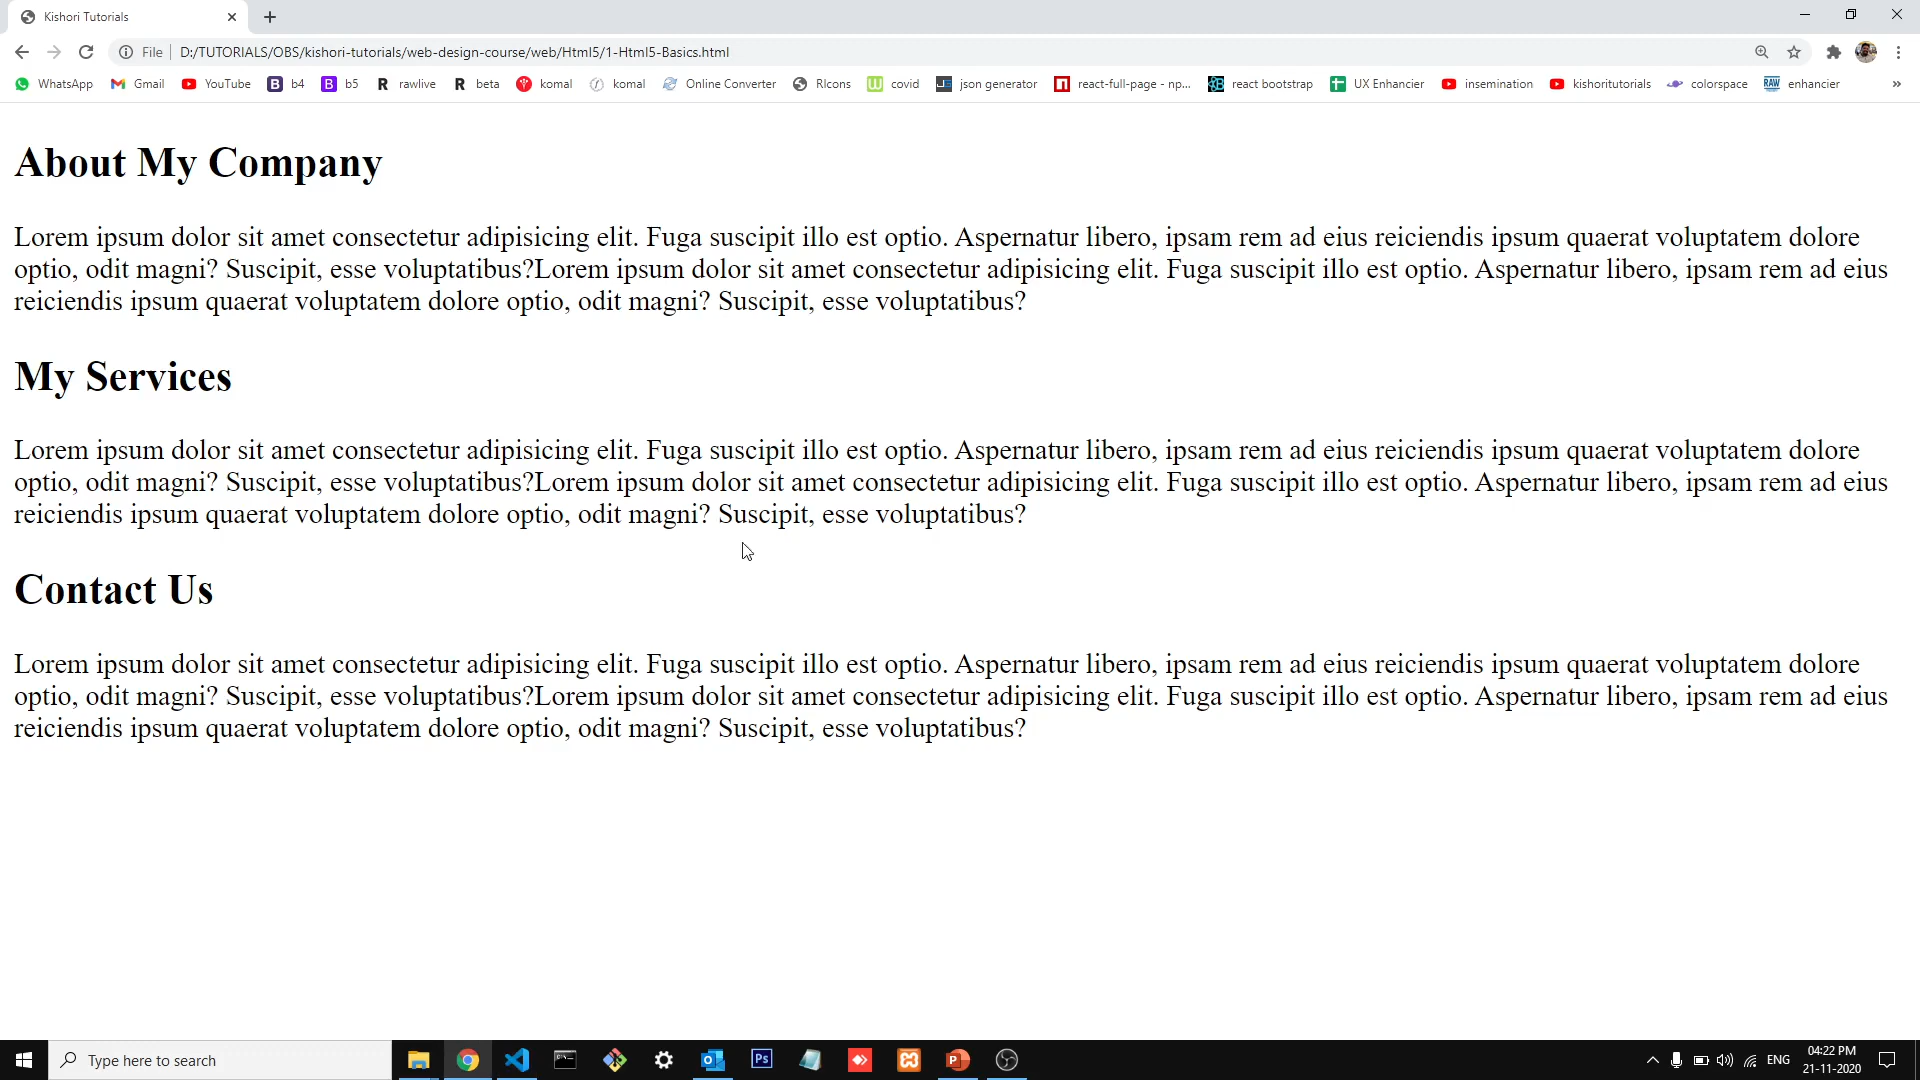 Kishori Tutorials
File D:/TUTORIALS/OBS/kishori-tutorials/web-design-course/web/Html5/1-Html5-Basics.html
WhatsApp Gmail YouTube b4 b5 rawlive beta komal komal Online Converter RIcons covid json generator react-full-page - np... react bootstrap UX Enhancier insemination kishoritutorials colorspace enhancier »
About My Company
Lorem ipsum dolor sit amet consectetur adipisicing elit. Fuga suscipit illo est optio. Aspernatur libero, ipsam rem ad eius reiciendis ipsum quaerat voluptatem dolore
optio, odit magni? Suscipit, esse voluptatibus?Lorem ipsum dolor sit amet consectetur adipisicing elit. Fuga suscipit illo est optio. Aspernatur libero, ipsam rem ad eius
reiciendis ipsum quaerat voluptatem dolore optio, odit magni? Suscipit, esse voluptatibus?
My Services
Lorem ipsum dolor sit amet consectetur adipisicing elit. Fuga suscipit illo est optio. Aspernatur libero, ipsam rem ad eius reiciendis ipsum quaerat voluptatem dolore
optio, odit magni? Suscipit, esse voluptatibus?Lorem ipsum dolor sit amet consectetur adipisicing elit. Fuga suscipit illo est optio. Aspernatur libero, ipsam rem ad eius
reiciendis ipsum quaerat voluptatem dolore optio, odit magni? Suscipit, esse voluptatibus?
Contact Us
Lorem ipsum dolor sit amet consectetur adipisicing elit. Fuga suscipit illo est optio. Aspernatur libero, ipsam rem ad eius reiciendis ipsum quaerat voluptatem dolore
optio, odit magni? Suscipit, esse voluptatibus?Lorem ipsum dolor sit amet consectetur adipisicing elit. Fuga suscipit illo est optio. Aspernatur libero, ipsam rem ad eius
reiciendis ipsum quaerat voluptatem dolore optio, odit magni? Suscipit, esse voluptatibus?
Type here to search
ENG
04:22 PM
21-11-2020